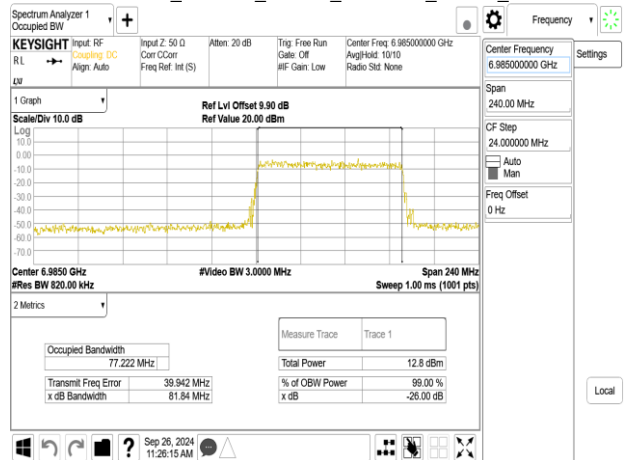 Spectrum Analyzer 1
Occupied BW
Frequency
KEYSIGHT
Input: RF
Coupling: DC
Align: Auto
Input Z: 50 Ω
Corr CCorr
Freq Ref: Int (S)
Atten: 20 dB
Trig: Free Run
Gate: Off
#IF Gain: Low
Center Freq: 6.985000000 GHz
Avg|Hold: 10/10
Radio Std: None
R L
LXI
Center Frequency
6.985000000 GHz
Settings
Span
240.00 MHz
CF Step
24.000000 MHz
Auto
Man
Freq Offset
0 Hz
1 Graph
Scale/Div 10.0 dB
Ref Lvl Offset 9.90 dB
Ref Value 20.00 dBm
Log
10.0
0.00
-10.0
-20.0
-30.0
-40.0
-50.0
-60.0
-70.0
Center 6.9850 GHz
#Video BW 3.0000 MHz
Span 240 MHz
#Res BW 820.00 kHz
Sweep 1.00 ms (1001 pts)
2 Metrics
Measure Trace
Trace 1
Occupied Bandwidth
77.222 MHz
Total Power
12.8 dBm
Transmit Freq Error
39.942 MHz
% of OBW Power
99.00 %
x dB Bandwidth
81.84 MHz
x dB
-26.00 dB
Local
?
Sep 26, 2024
11:26:15 AM